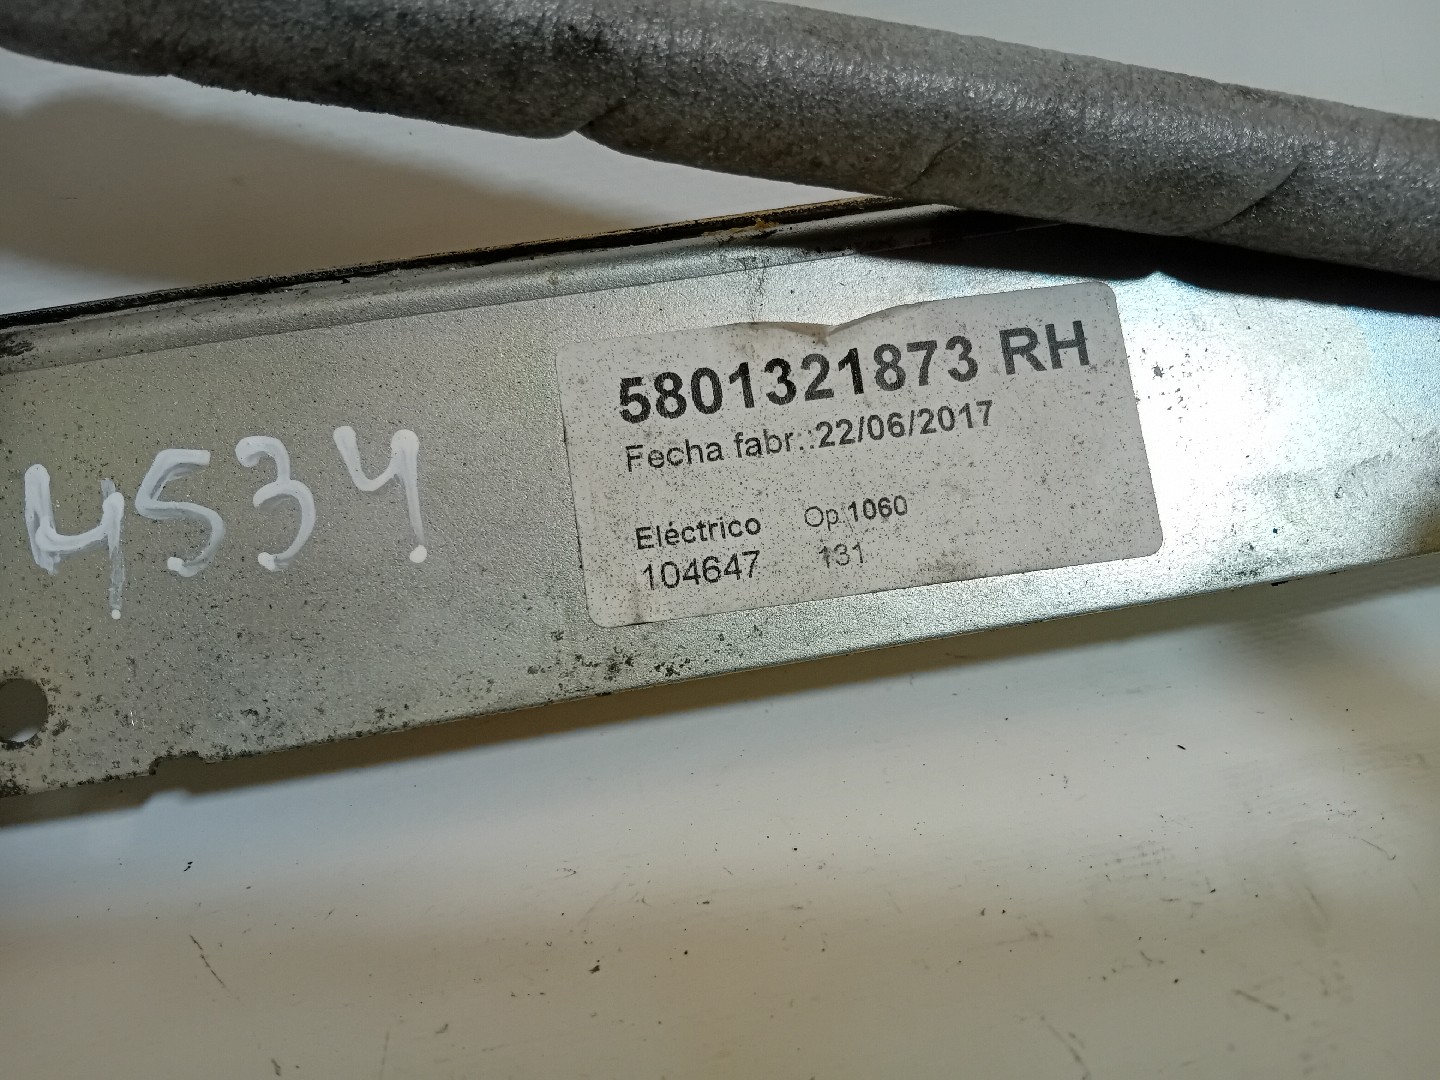 5801321873 RH
Fecha fabr.:22/06/2017
Eléctrico Op.1060
104647 131
4534